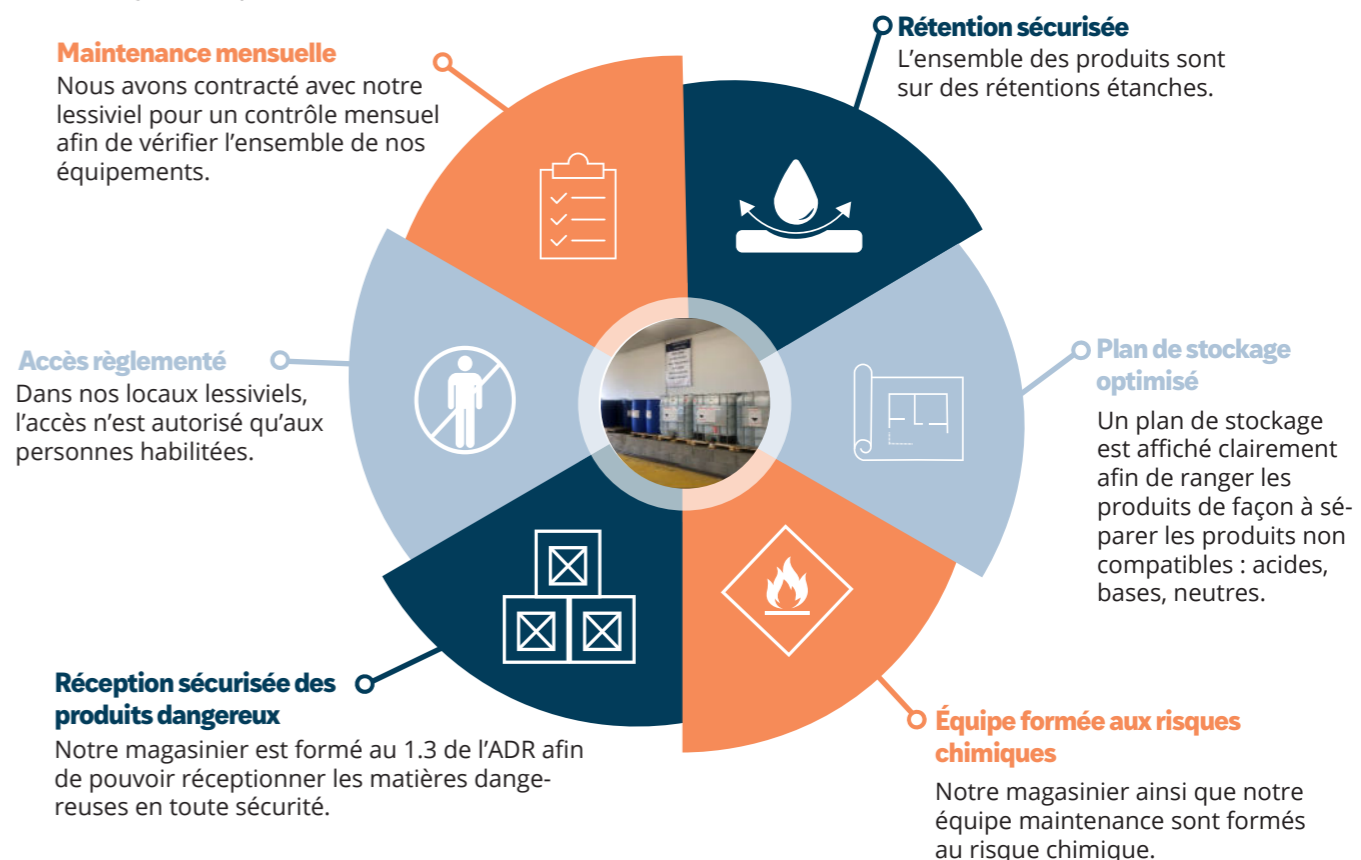 Maintenance mensuelle
Nous avons contracté avec notre
lessiviel pour un contrôle mensuel
afin de vérifier l'ensemble de nos
équipements.
Rétention sécurisée
L'ensemble des produits sont
sur des rétentions étanches.
Accès règlementé
Dans nos locaux lessiviels,
l'accès n'est autorisé qu'aux
personnes habilitées.
Plan de stockage
optimisé
Un plan de stockage
est affiché clairement
afin de ranger les
produits de façon à sé-
parer les produits non
compatibles : acides,
bases, neutres.
Réception sécurisée des
produits dangereux
Notre magasinier est formé au 1.3 de l'ADR afin
de pouvoir réceptionner les matières dange-
reuses en toute sécurité.
Équipe formée aux risques
chimiques
Notre magasinier ainsi que notre
équipe maintenance sont formés
au risque chimique.